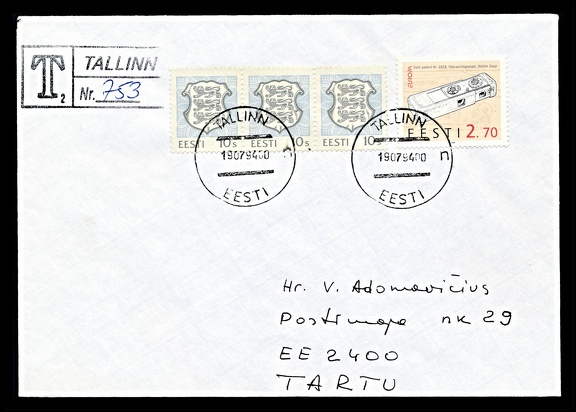 T2 TALLINN
Nr. 753
EESTI 10s EESTI 10s EESTI 10s
EESTI 2.70
TALLINN
19079400
EESTI
TALLINN
19079400 n
EESTI
Hr. V. Adomavičius
Postimaja nk 29
EE 2400
TARTU